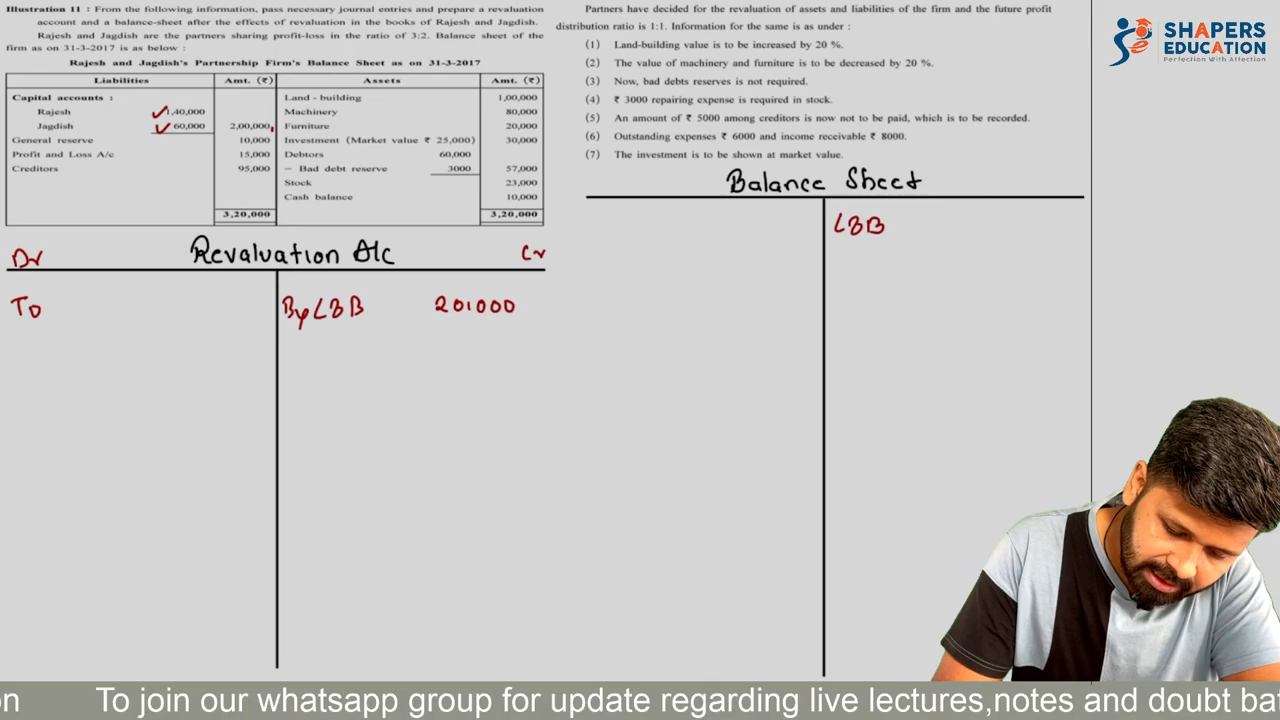 Illustration 11 : From the following information, pass necessary journal entries and prepare a revaluation
account and a balance-sheet after the effects of revaluation in the books of Rajesh and Jagdish.
Rajesh and Jagdish are the partners sharing profit-loss in the ratio of 3:2. Balance sheet of the
firm as on 31-3-2017 is as below :
Rajesh and Jagdish's Partnership Firm's Balance Sheet as on 31-3-2017
Liabilities Amt. (₹) Assets Amt. (₹)
Capital accounts : Land - building 1,00,000
Rajesh 1,40,000 Machinery 80,000
Jagdish 60,000 2,00,000 Furniture 20,000
General reserve 10,000 Investment (Market value ₹ 25,000) 30,000
Profit and Loss A/c 15,000 Debtors 60,000
Creditors 95,000 – Bad debt reserve 3000 57,000
Stock 23,000
Cash balance 10,000
3,20,000 3,20,000
Partners have decided for the revaluation of assets and liabilities of the firm and the future profit
distribution ratio is 1:1. Information for the same is as under :
(1) Land-building value is to be increased by 20 %.
(2) The value of machinery and furniture is to be decreased by 20 %.
(3) Now, bad debts reserves is not required.
(4) ₹ 3000 repairing expense is required in stock.
(5) An amount of ₹ 5000 among creditors is now not to be paid, which is to be recorded.
(6) Outstanding expenses ₹ 6000 and income receivable ₹ 8000.
(7) The investment is to be shown at market value.
SHAPERS
EDUCATION
Perfection With Affection
Balance Sheet
L&B
Dr Revaluation A/c Cr
To By L&B 20,000
on To join our whatsapp group for update regarding live lectures,notes and doubt ba